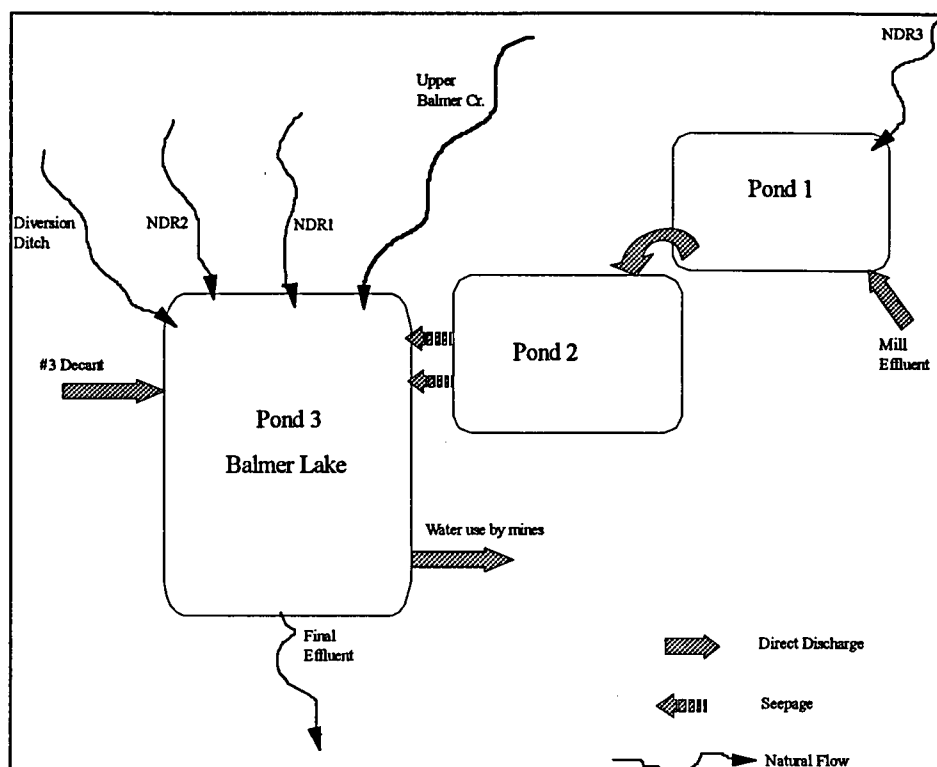 NDR3
Upper
Balmer Cr.
Pond 1
NDR2
NDR1
Diversion
Ditch
Mill
Effluent
Pond 2
#3 Decant
Pond 3
Balmer Lake
Water use by mines
Final
Effluent
Direct Discharge
Seepage
Natural Flow